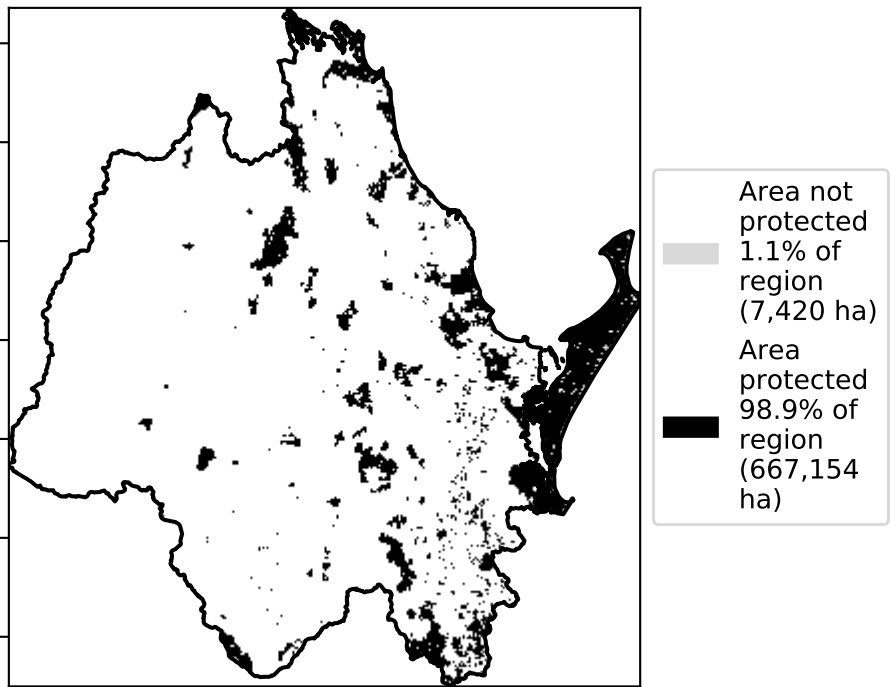 Area not
protected
1.1% of
region
(7,420 ha)
Area
protected
98.9% of
region
(667,154
ha)